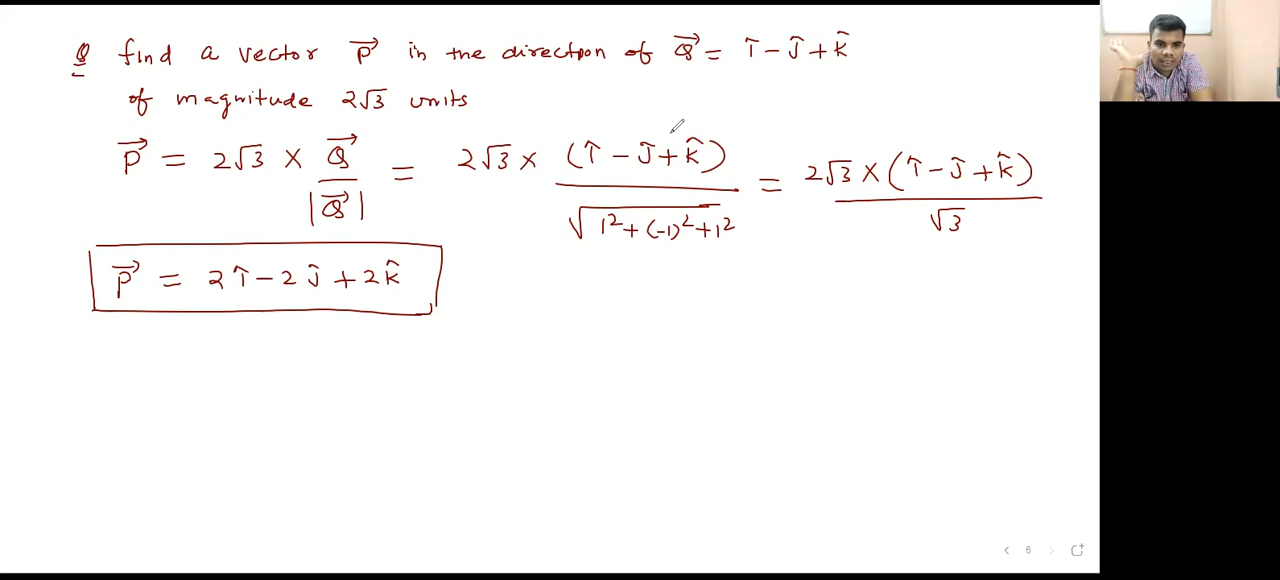 Q find a vector P⃗ in the direction of Q⃗ = î - ĵ + k̂
of magnitude 2√3 units
P⃗ = 2√3 × Q⃗ / |Q⃗| = 2√3 × (î - ĵ + k̂) / √(1² + (-1)² + 1²) = 2√3 × (î - ĵ + k̂) / √3
P⃗ = 2î - 2ĵ + 2k̂
6